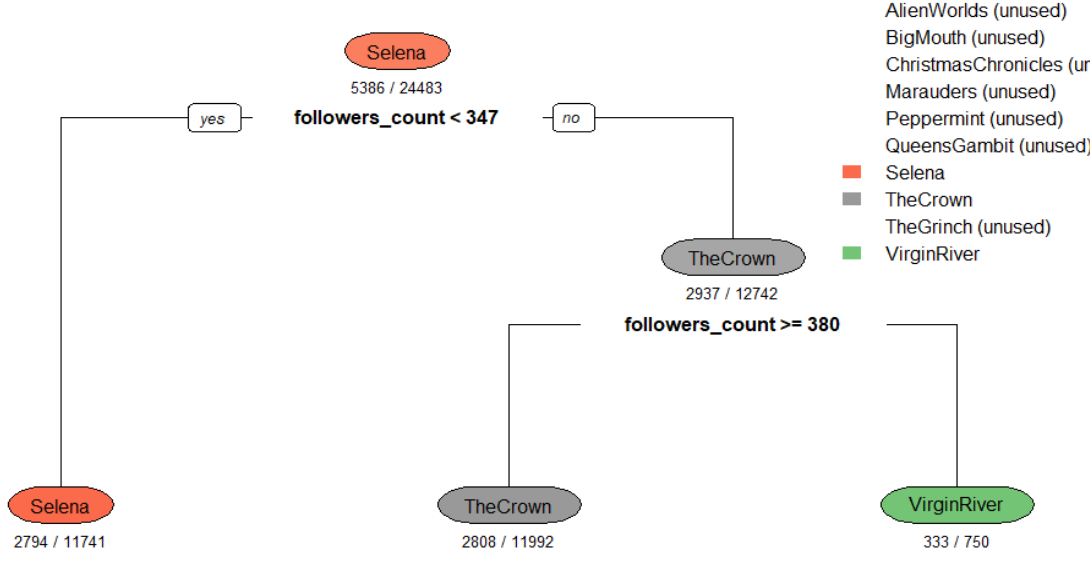 Selena
5386 / 24483
yes
followers_count < 347
no
TheCrown
2937 / 12742
followers_count >= 380
Selena
2794 / 11741
TheCrown
2808 / 11992
VirginRiver
333 / 750
AlienWorlds (unused)
BigMouth (unused)
ChristmasChronicles (ur
Marauders (unused)
Peppermint (unused)
QueensGambit (unused)
Selena
TheCrown
TheGrinch (unused)
VirginRiver